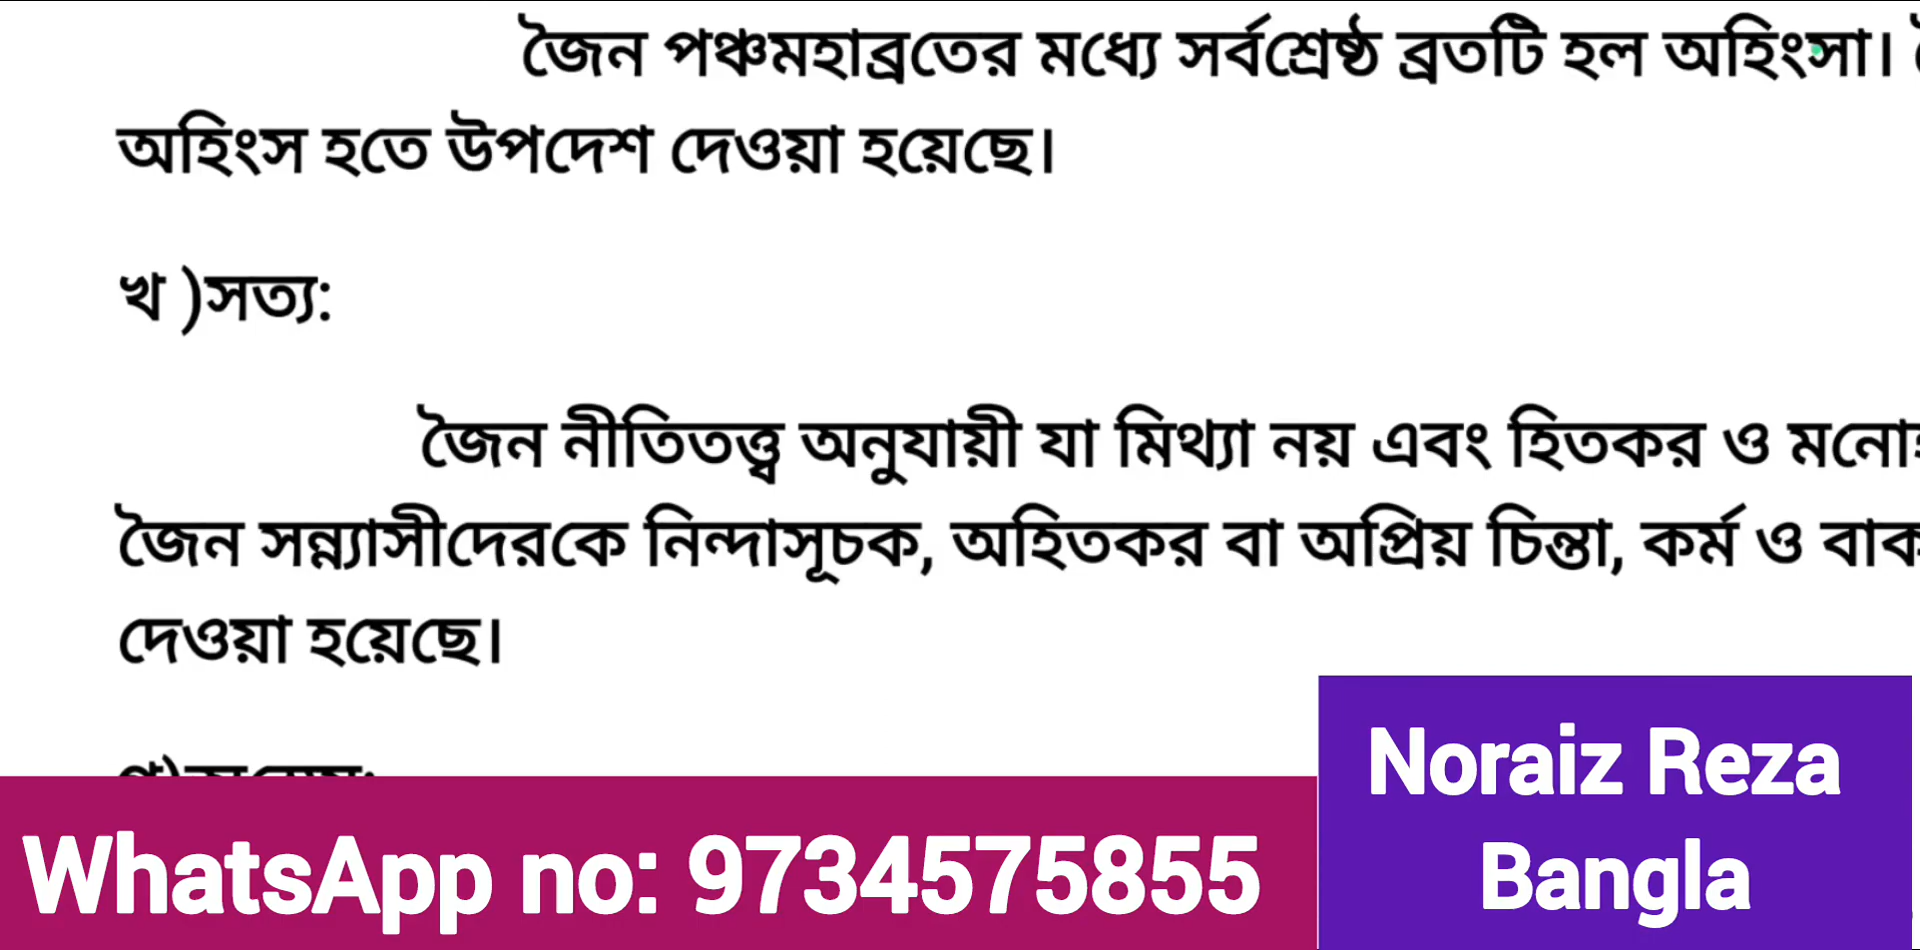 জৈন পঞ্চমহাব্রতের মধ্যে সর্বশ্রেষ্ঠ ব্রতটি হল অহিংসা।
অহিংস হতে উপদেশ দেওয়া হয়েছে।
খ )সত্য:
জৈন নীতিতত্ত্ব অনুযায়ী যা মিথ্যা নয় এবং হিতকর ও
জৈন সন্ন্যাসীদেরকে নিন্দাসূচক, অহিতকর বা অপ্রিয় চিন্তা, কর্ম ও
দেওয়া হয়েছে।
WhatsApp no: 9734575855
Noraiz Reza
Bangla